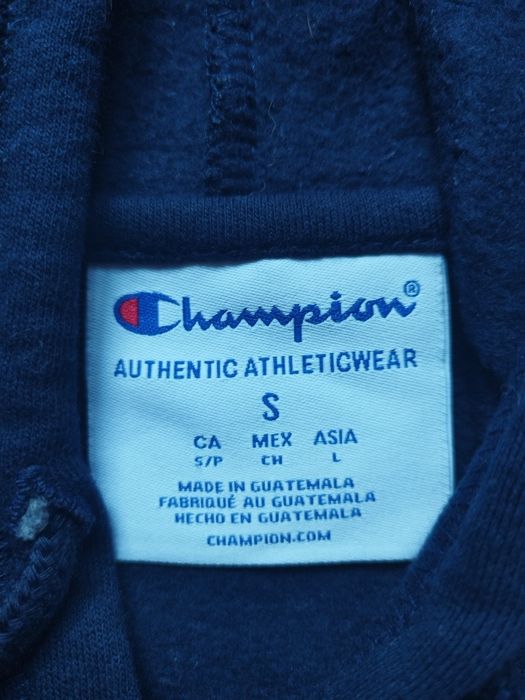 Champion®
AUTHENTIC ATHLETICWEAR
S
CA MEX ASIA
S/P CH L
MADE IN GUATEMALA
FABRIQUÉ AU GUATEMALA
HECHO EN GUATEMALA
CHAMPION.COM